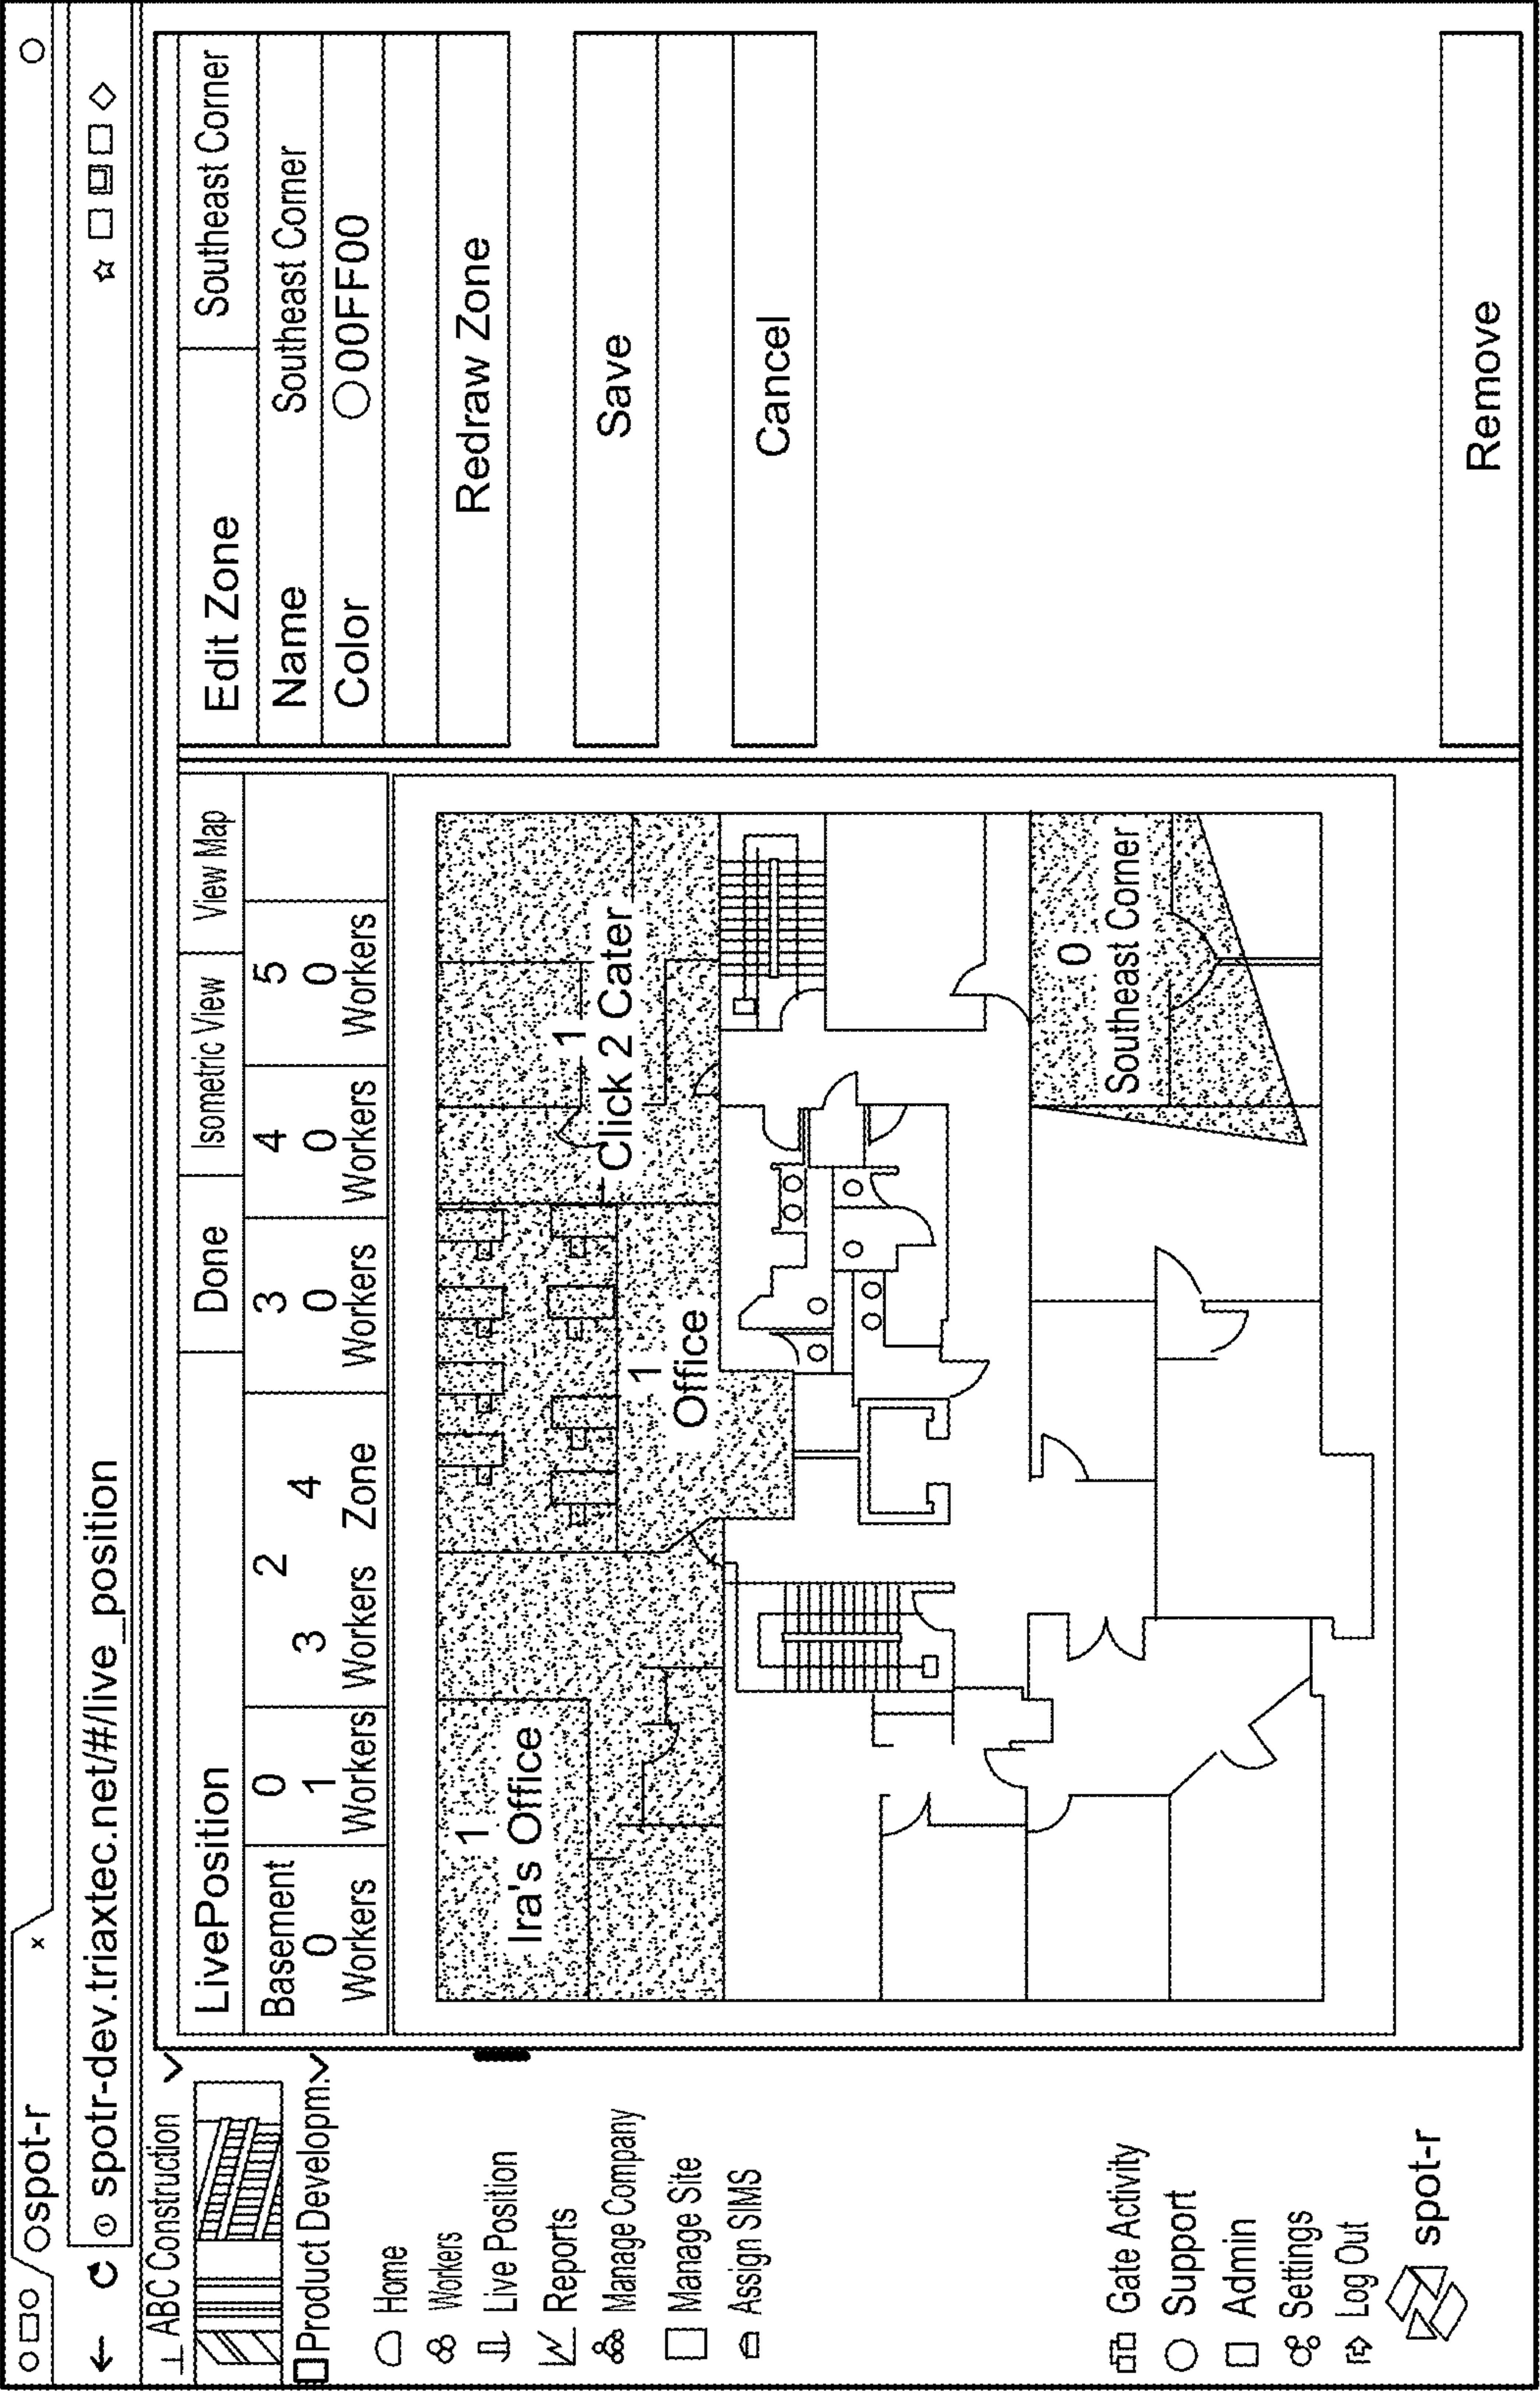 spot-r
spotr-dev.triaxtec.net/#/live_position
ABC Construction
Product Developm.
Home
Workers
Live Position
Reports
Manage Company
Manage Site
Assign SIMS
Gate Activity
Support
Admin
Settings
Log Out
spot-r
LivePosition
Done
Isometric View
View Map
Basement
0
Workers
0
1
Workers
2
3 4
Workers Zone
3
0
Workers
4
0
Workers
5
0
Workers
1
Ira's Office
1
Office
1
Click 2 Cater
0
Southeast Corner
Edit Zone
Southeast Corner
Name Southeast Corner
Color 00FF00
Redraw Zone
Save
Cancel
Remove